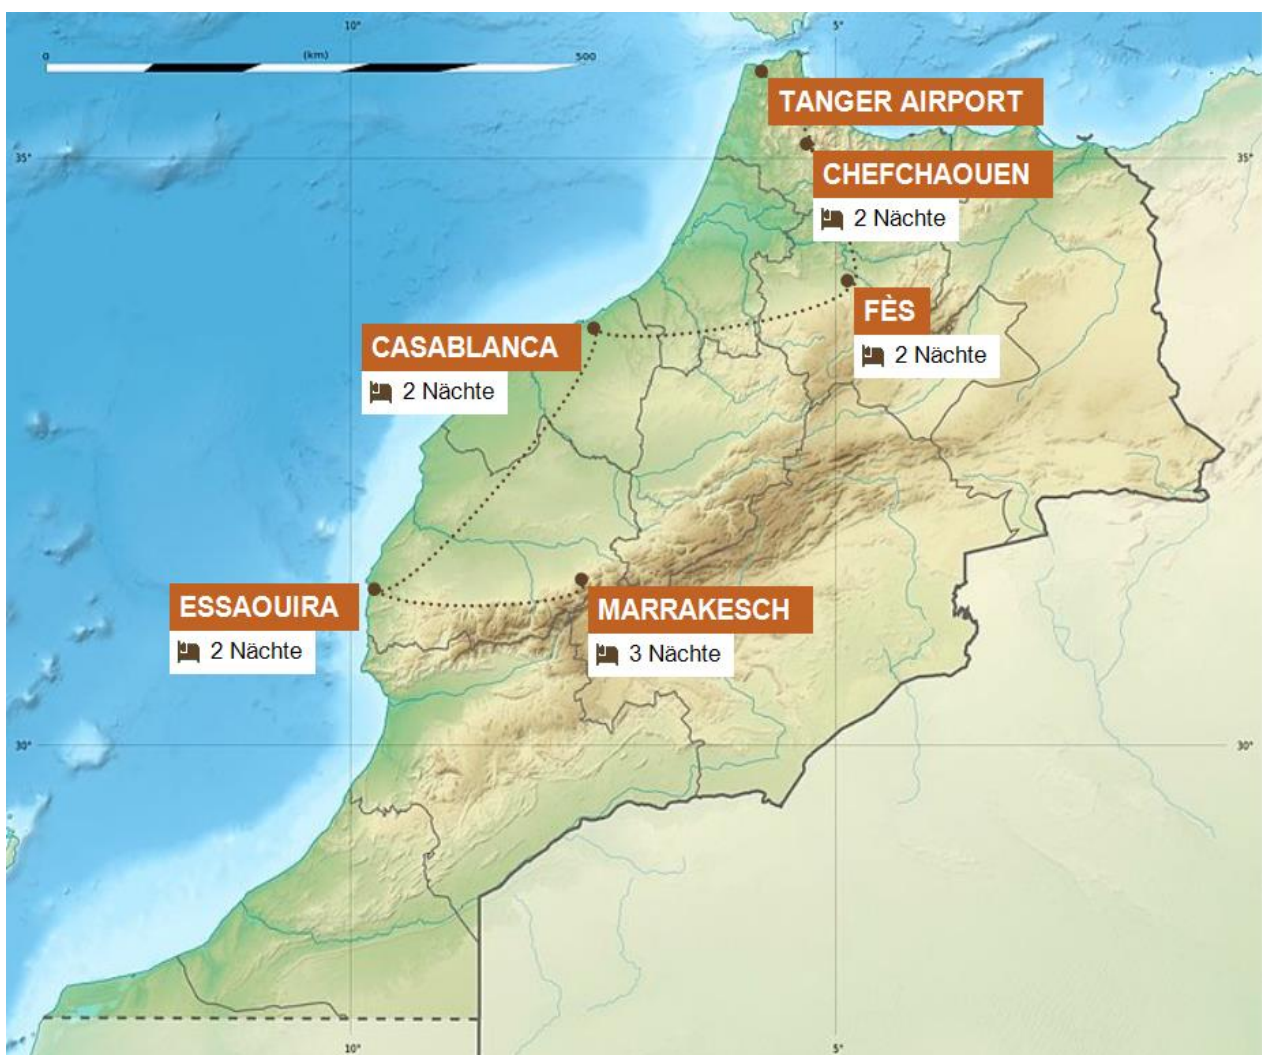 10°
5°
0
(km)
500
TANGER AIRPORT
35°
35°
CHEFCHAOUEN
2 Nächte
FÈS
2 Nächte
CASABLANCA
2 Nächte
ESSAOUIRA
2 Nächte
MARRAKESCH
3 Nächte
30°
30°
10°
5°